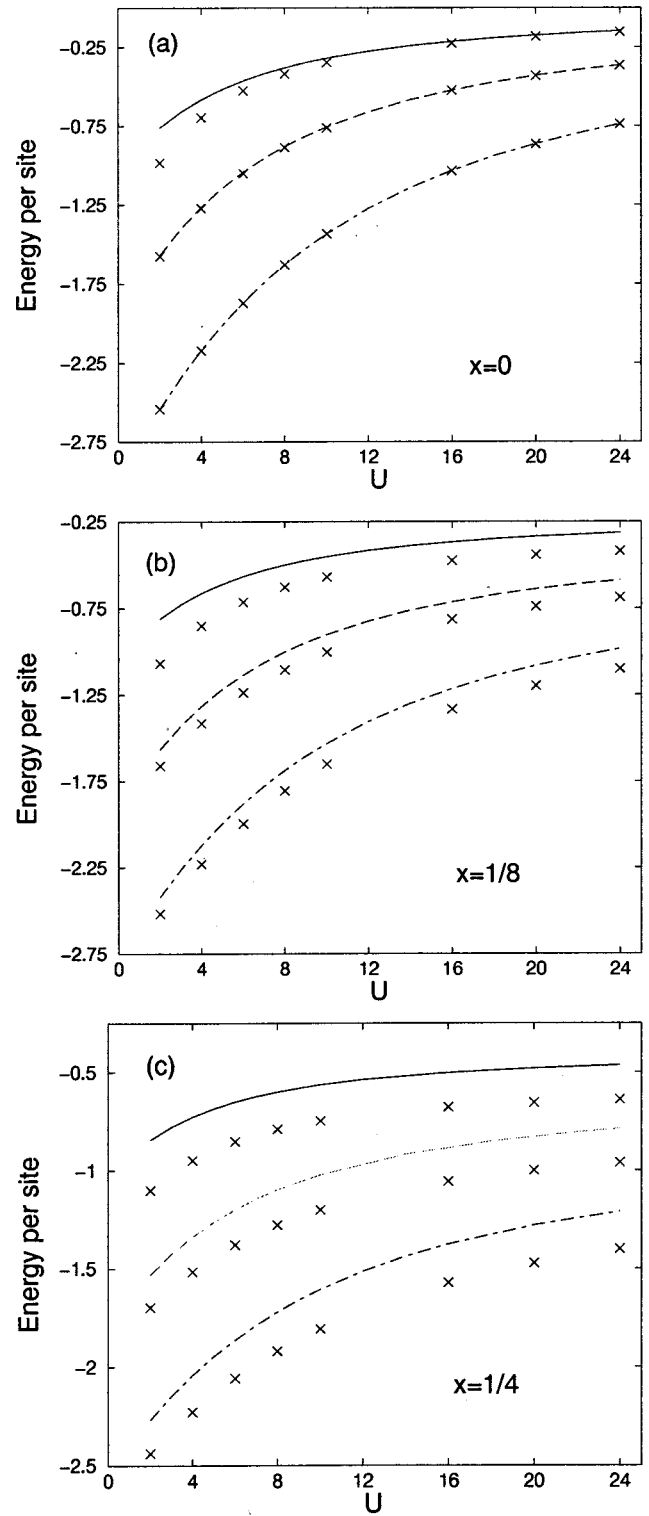 (a)
Energy per site
-0.25
-0.75
-1.25
-1.75
-2.25
-2.75
x=0
0 4 8 12 16 20 24
U
(b)
Energy per site
-0.25
-0.75
-1.25
-1.75
-2.25
-2.75
x=1/8
0 4 8 12 16 20 24
U
(c)
Energy per site
-0.5
-1
-1.5
-2
-2.5
x=1/4
0 4 8 12 16 20 24
U